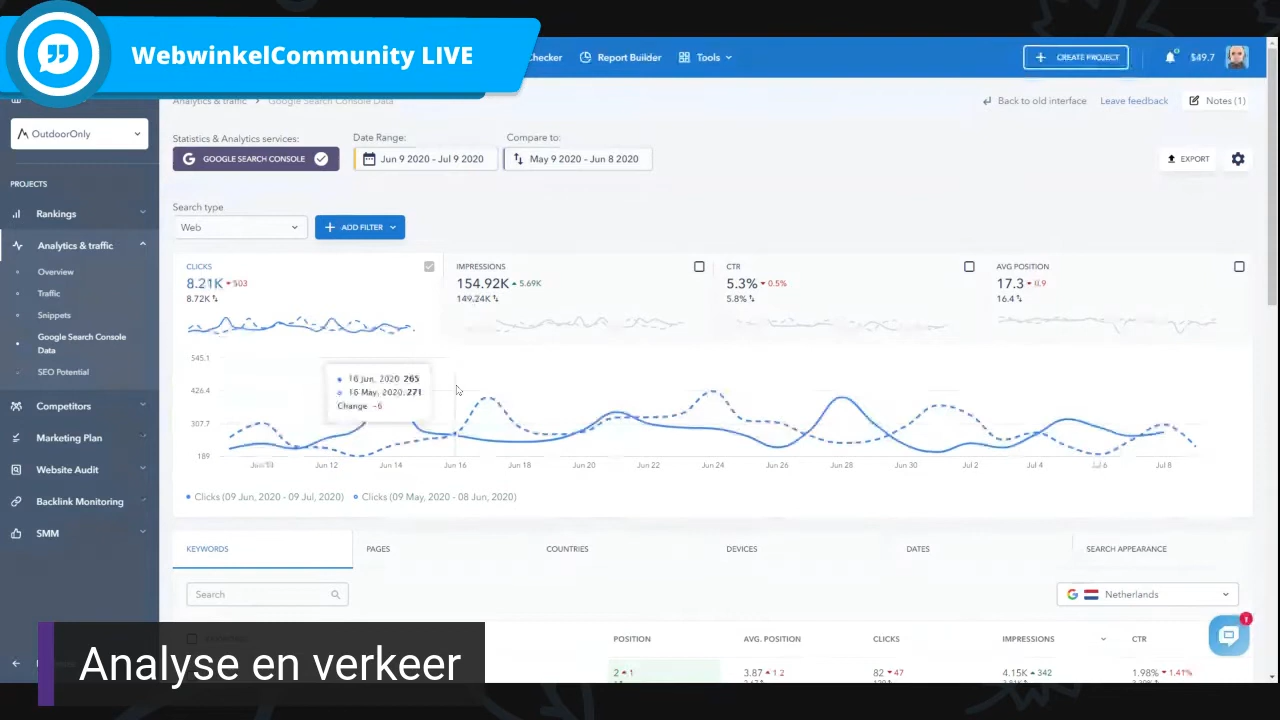 WebwinkelCommunity LIVE
Checker
Report Builder
Tools
CREATE PROJECT
$49.7
Analytics & traffic > Google Search Console Data
Back to old interface
Leave feedback
Notes (1)
OutdoorOnly
Statistics & Analytics services:
Date Range:
Compare to:
GOOGLE SEARCH CONSOLE
Jun 9 2020 - Jul 9 2020
May 9 2020 - Jun 8 2020
EXPORT
PROJECTS
Rankings
Analytics & traffic
Overview
Traffic
Snippets
Google Search Console
Data
SEO Potential
Competitors
Marketing Plan
Website Audit
Backlink Monitoring
SMM
Search type
Web
ADD FILTER
CLICKS
8.21K 503
8.72K
IMPRESSIONS
154.92K 5.69K
149.24K
CTR
5.3% 0.5%
5.8%
AVG POSITION
17.3 0.9
16.4
545.1
426.4
307.7
189
16 Jun, 2020 265
16 May, 2020: 271
Change -6
Jun 12
Jun 14
Jun 16
Jun 18
Jun 20
Jun 22
Jun 24
Jun 26
Jun 28
Jun 30
Jul 2
Jul 4
Jul 6
Jul 8
Clicks (09 Jun, 2020 - 09 Jul, 2020)
Clicks (09 May, 2020 - 08 Jun, 2020)
KEYWORDS
PAGES
COUNTRIES
DEVICES
DATES
SEARCH APPEARANCE
Search
Netherlands
POSITION
AVG. POSITION
CLICKS
IMPRESSIONS
CTR
2 1
3.87 1.2
82 47
4.15K 342
1.98% 1.41%
1
Analyse en verkeer